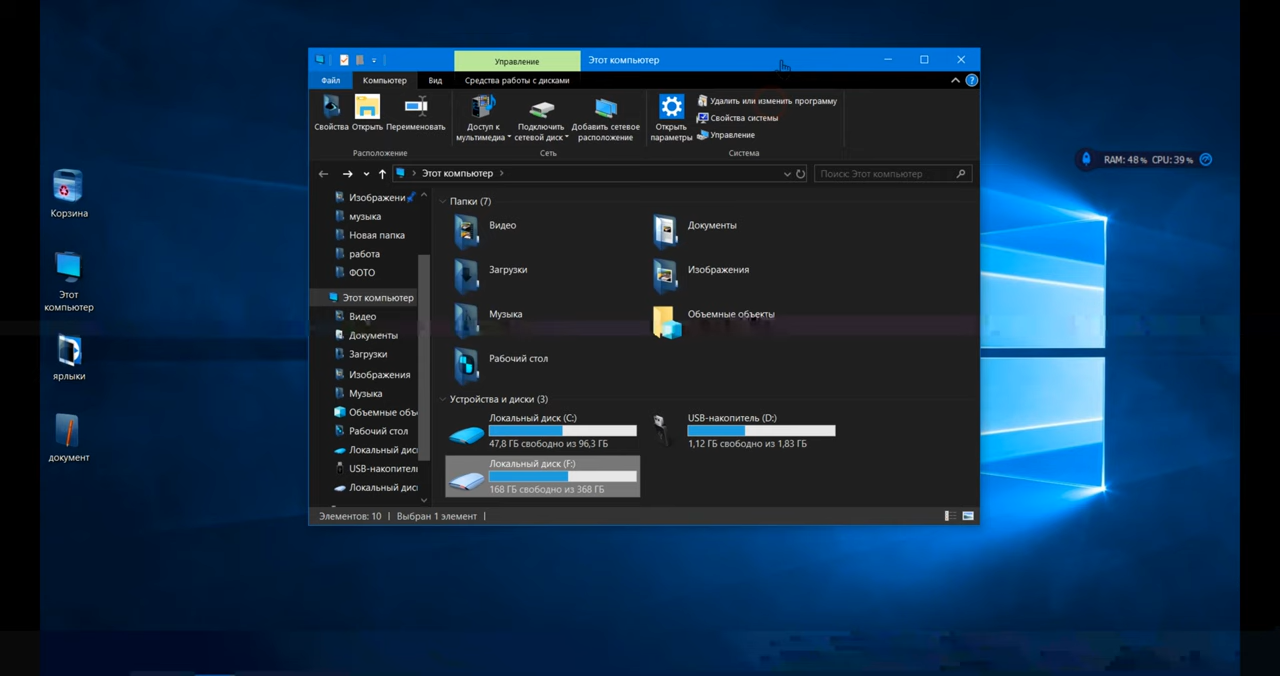 Управление
Этот компьютер
Файл
Компьютер
Вид
Средства работы с дисками
Свойства
Открыть
Переименовать
Доступ к
мультимедиа
Подключить
сетевой диск
Добавить сетевое
расположение
Открыть
параметры
Удалить или изменить программу
Свойства системы
Управление
Расположение
Сеть
Система
Этот компьютер
Поиск: Этот компьютер
Изображени
музыка
Новая папка
работа
ФОТО
Этот компьютер
Видео
Документы
Загрузки
Изображения
Музыка
Объемные объ
Рабочий стол
Локальный дис
USB-накопител
Локальный дис
Папки (7)
Видео
Документы
Загрузки
Изображения
Музыка
Объемные объекты
Рабочий стол
Устройства и диски (3)
Локальный диск (C:)
47,8 ГБ свободно из 96,3 ГБ
USB-накопитель (D:)
1,12 ГБ свободно из 1,83 ГБ
Локальный диск (F:)
168 ГБ свободно из 368 ГБ
Элементов: 10
Выбран 1 элемент
Корзина
Этот
компьютер
ярлыки
документ
RAM: 48% CPU: 39%